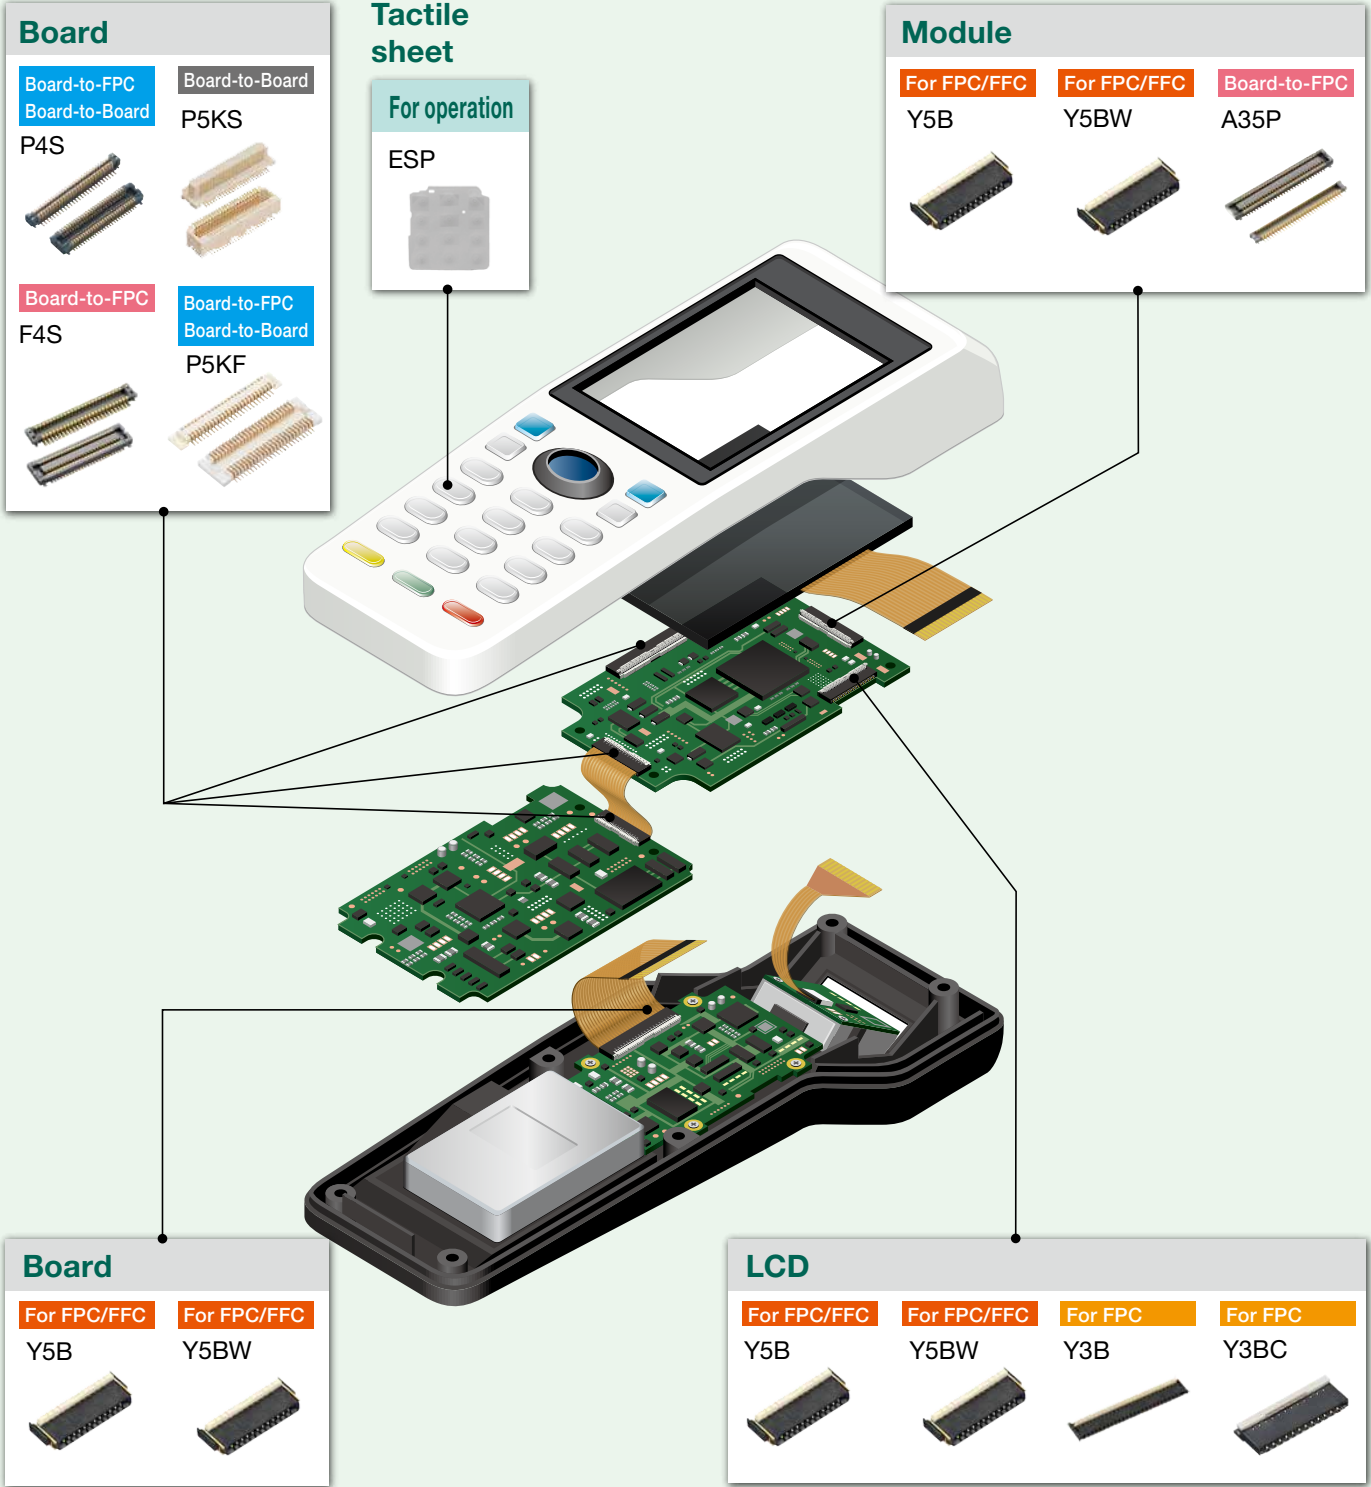 Board
Board-to-FPC
Board-to-Board
P4S
Board-to-Board
P5KS
Board-to-FPC
F4S
Board-to-FPC
Board-to-Board
P5KF
Tactile
sheet
For operation
ESP
Module
For FPC/FFC
Y5B
For FPC/FFC
Y5BW
Board-to-FPC
A35P
Board
For FPC/FFC
Y5B
For FPC/FFC
Y5BW
LCD
For FPC/FFC
Y5B
For FPC/FFC
Y5BW
For FPC
Y3B
For FPC
Y3BC